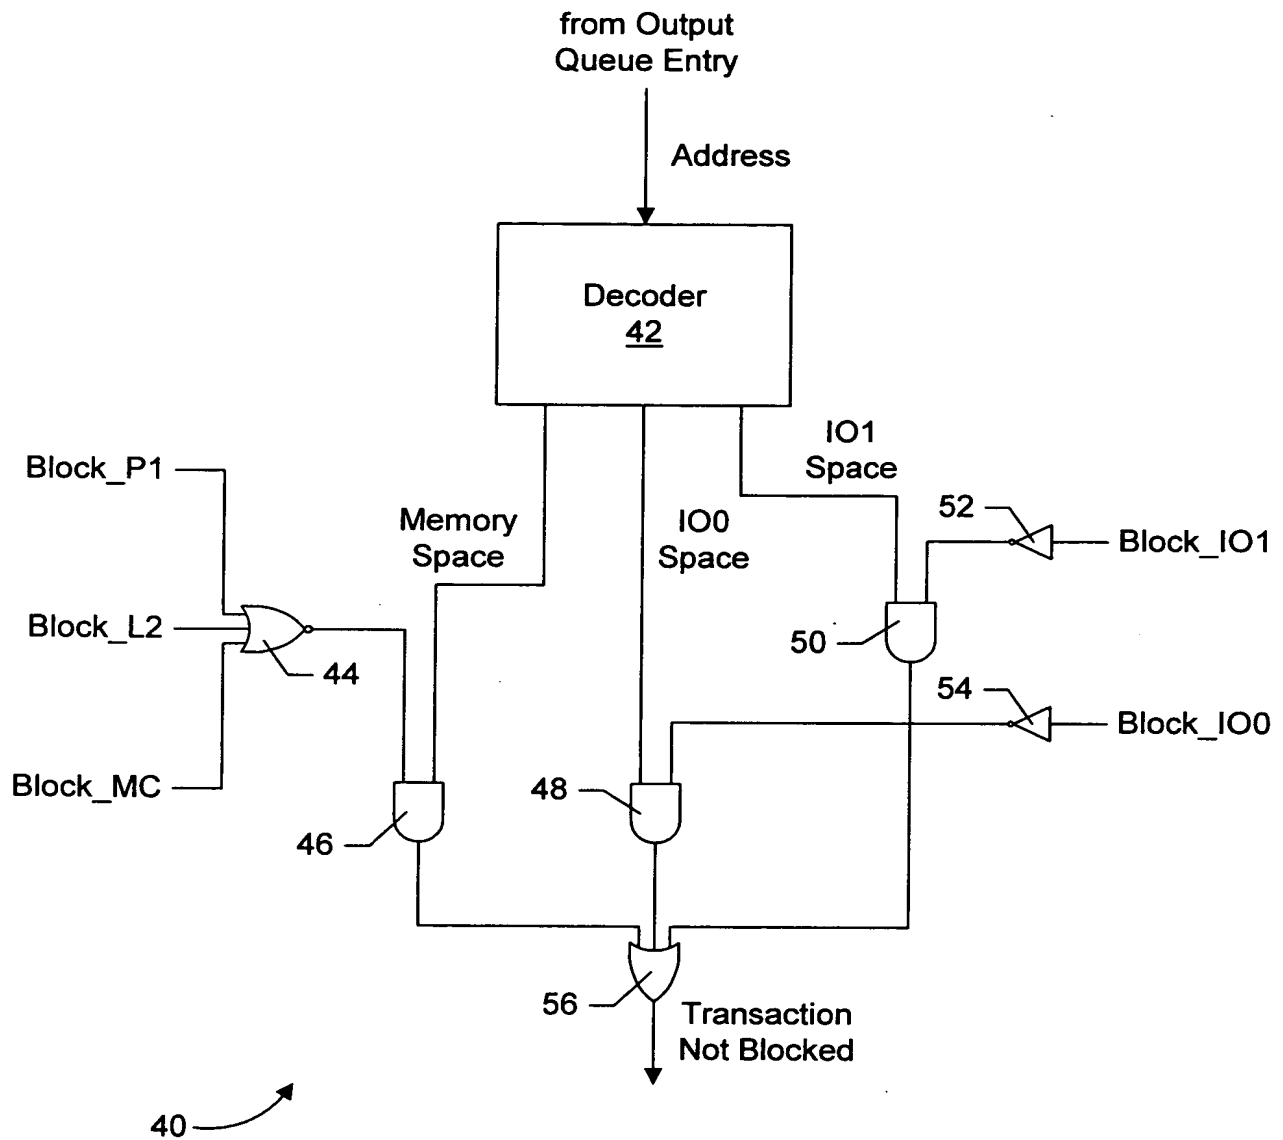 from Output
Queue Entry
Address
Decoder
42
IO1
Space
Block_P1
Memory
Space
IO0
Space
52
Block_IO1
Block_L2
44
50
54
Block_IO0
Block_MC
48
46
56
Transaction
Not Blocked
40